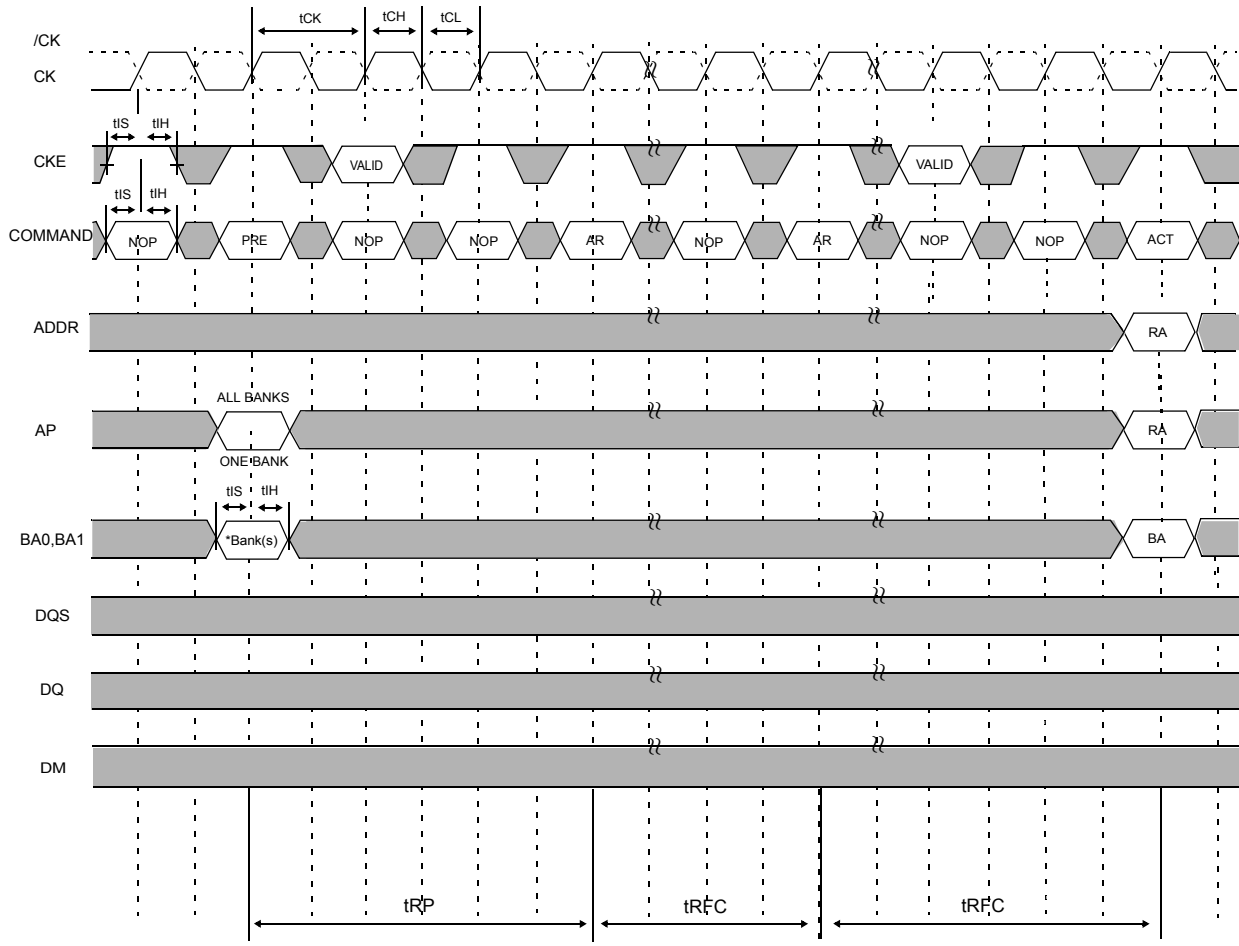 tCK tCH tCL
/CK
CK
tIS tIH
CKE VALID VALID
tIS tIH
COMMAND NOP PRE NOP NOP AR NOP AR NOP NOP ACT
ADDR RA
ALL BANKS
AP RA
ONE BANK
tIS tIH
BA0,BA1 *Bank(s) BA
DQS
DQ
DM
tRP tRFC tRFC